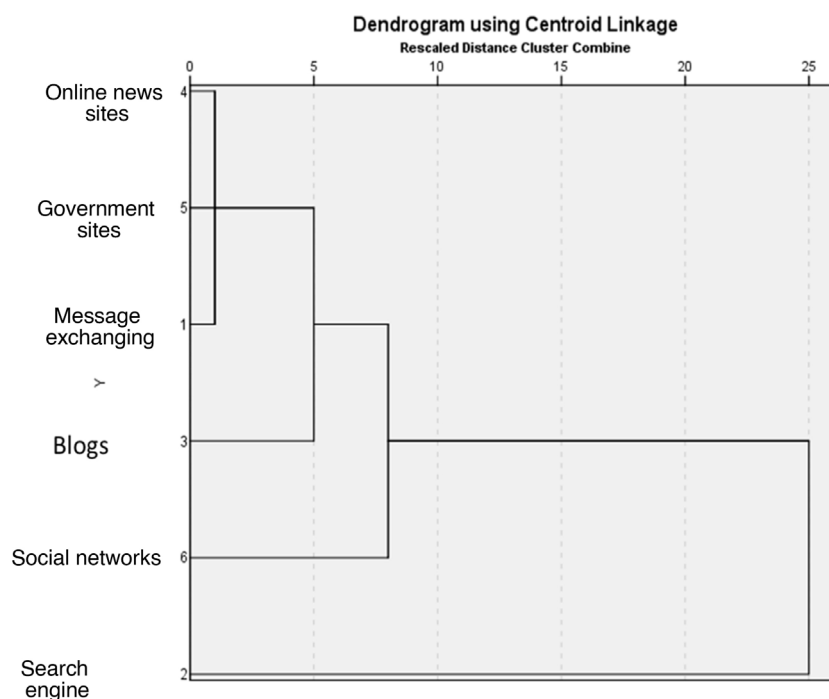 Dendrogram using Centroid Linkage
Rescaled Distance Cluster Combine
0 5 10 15 20 25
Online news
sites
4
Government
sites
5
Message
exchanging
1
Y
Blogs
3
Social networks
6
Search
engine
2